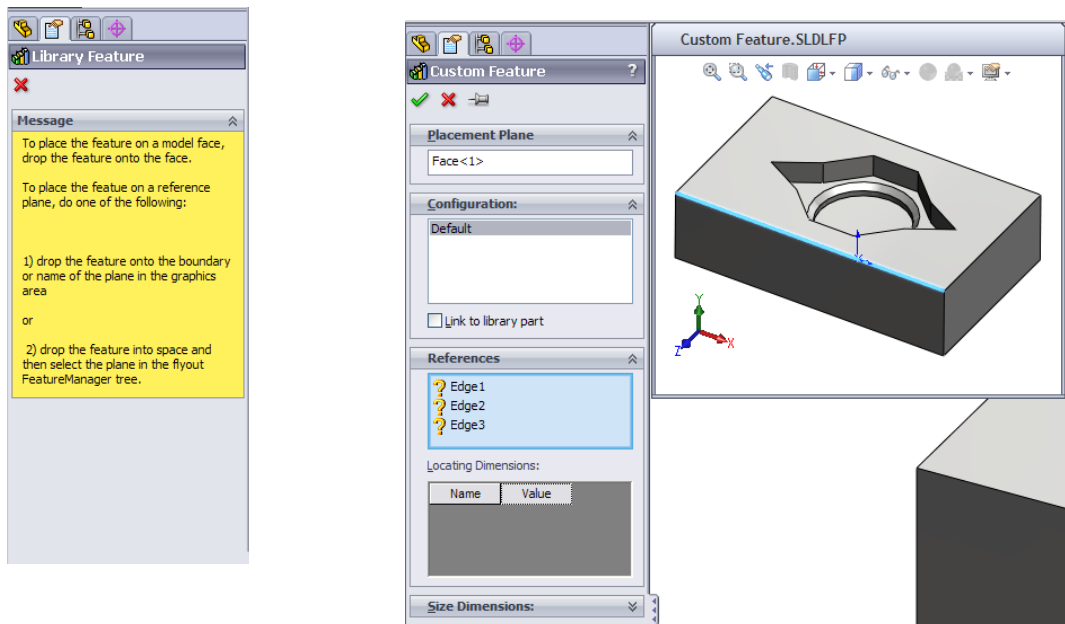 Library Feature
Message
To place the feature on a model face,
drop the feature onto the face.
To place the featue on a reference
plane, do one of the following:
1) drop the feature onto the boundary
or name of the plane in the graphics
area
or
2) drop the feature into space and
then select the plane in the flyout
FeatureManager tree.
Custom Feature ?
Placement Plane
Face<1>
Configuration:
Default
Link to library part
References
Edge1
Edge2
Edge3
Locating Dimensions:
Name Value
Size Dimensions:
Custom Feature.SLDLFP
Y
X
Z